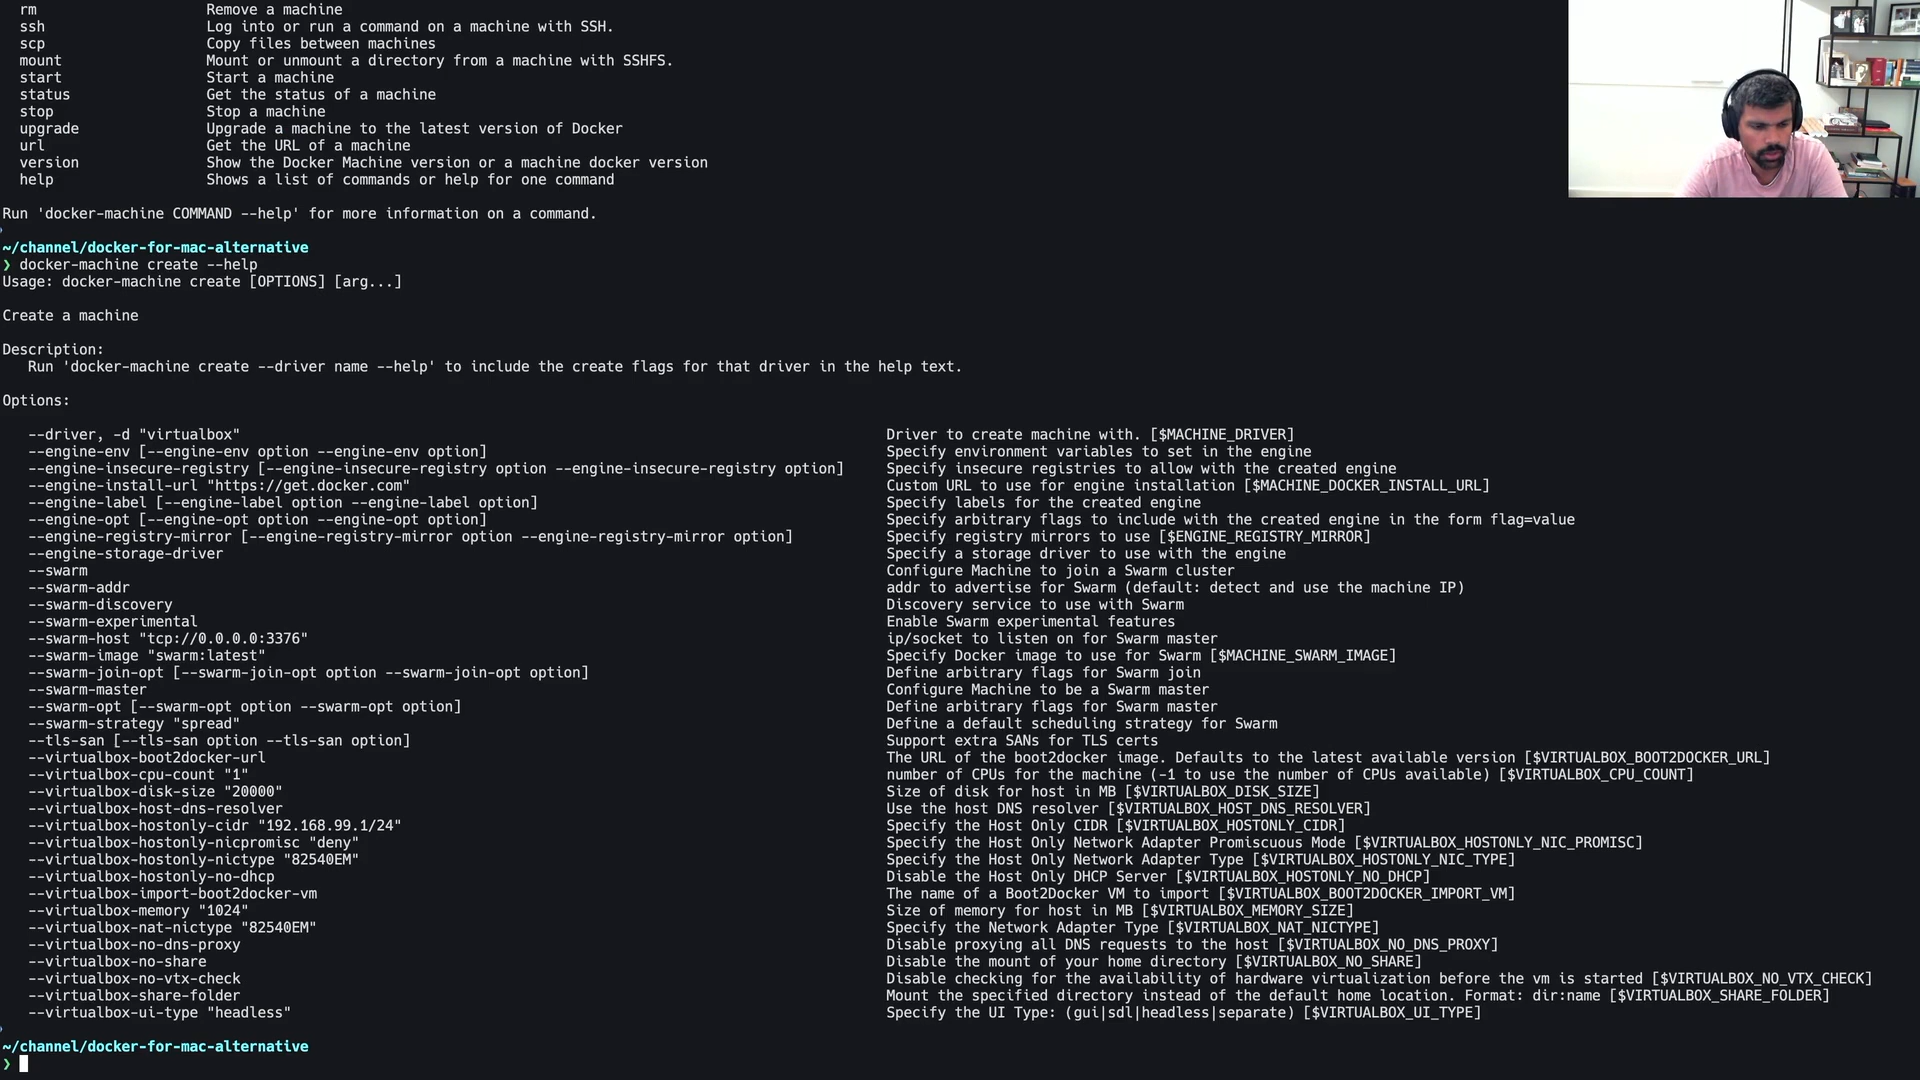 rm Remove a machine
ssh Log into or run a command on a machine with SSH.
scp Copy files between machines
mount Mount or unmount a directory from a machine with SSHFS.
start Start a machine
status Get the status of a machine
stop Stop a machine
upgrade Upgrade a machine to the latest version of Docker
url Get the URL of a machine
version Show the Docker Machine version or a machine docker version
help Shows a list of commands or help for one command
Run 'docker-machine COMMAND --help' for more information on a command.
~/channel/docker-for-mac-alternative
❯ docker-machine create --help
Usage: docker-machine create [OPTIONS] [arg...]
Create a machine
Description:
Run 'docker-machine create --driver name --help' to include the create flags for that driver in the help text.
Options:
--driver, -d "virtualbox" Driver to create machine with. [$MACHINE_DRIVER]
--engine-env [--engine-env option --engine-env option] Specify environment variables to set in the engine
--engine-insecure-registry [--engine-insecure-registry option --engine-insecure-registry option] Specify insecure registries to allow with the created engine
--engine-install-url "https://get.docker.com" Custom URL to use for engine installation [$MACHINE_DOCKER_INSTALL_URL]
--engine-label [--engine-label option --engine-label option] Specify labels for the created engine
--engine-opt [--engine-opt option --engine-opt option] Specify arbitrary flags to include with the created engine in the form flag=value
--engine-registry-mirror [--engine-registry-mirror option --engine-registry-mirror option] Specify registry mirrors to use [$ENGINE_REGISTRY_MIRROR]
--engine-storage-driver Specify a storage driver to use with the engine
--swarm Configure Machine to join a Swarm cluster
--swarm-addr addr to advertise for Swarm (default: detect and use the machine IP)
--swarm-discovery Discovery service to use with Swarm
--swarm-experimental Enable Swarm experimental features
--swarm-host "tcp://0.0.0.0:3376" ip/socket to listen on for Swarm master
--swarm-image "swarm:latest" Specify Docker image to use for Swarm [$MACHINE_SWARM_IMAGE]
--swarm-join-opt [--swarm-join-opt option --swarm-join-opt option] Define arbitrary flags for Swarm join
--swarm-master Configure Machine to be a Swarm master
--swarm-opt [--swarm-opt option --swarm-opt option] Define arbitrary flags for Swarm master
--swarm-strategy "spread" Define a default scheduling strategy for Swarm
--tls-san [--tls-san option --tls-san option] Support extra SANs for TLS certs
--virtualbox-boot2docker-url The URL of the boot2docker image. Defaults to the latest available version [$VIRTUALBOX_BOOT2DOCKER_URL]
--virtualbox-cpu-count "1" number of CPUs for the machine (-1 to use the number of CPUs available) [$VIRTUALBOX_CPU_COUNT]
--virtualbox-disk-size "20000" Size of disk for host in MB [$VIRTUALBOX_DISK_SIZE]
--virtualbox-host-dns-resolver Use the host DNS resolver [$VIRTUALBOX_HOST_DNS_RESOLVER]
--virtualbox-hostonly-cidr "192.168.99.1/24" Specify the Host Only CIDR [$VIRTUALBOX_HOSTONLY_CIDR]
--virtualbox-hostonly-nicpromisc "deny" Specify the Host Only Network Adapter Promiscuous Mode [$VIRTUALBOX_HOSTONLY_NIC_PROMISC]
--virtualbox-hostonly-nictype "82540EM" Specify the Host Only Network Adapter Type [$VIRTUALBOX_HOSTONLY_NIC_TYPE]
--virtualbox-hostonly-no-dhcp Disable the Host Only DHCP Server [$VIRTUALBOX_HOSTONLY_NO_DHCP]
--virtualbox-import-boot2docker-vm The name of a Boot2Docker VM to import [$VIRTUALBOX_BOOT2DOCKER_IMPORT_VM]
--virtualbox-memory "1024" Size of memory for host in MB [$VIRTUALBOX_MEMORY_SIZE]
--virtualbox-nat-nictype "82540EM" Specify the Network Adapter Type [$VIRTUALBOX_NAT_NICTYPE]
--virtualbox-no-dns-proxy Disable proxying all DNS requests to the host [$VIRTUALBOX_NO_DNS_PROXY]
--virtualbox-no-share Disable the mount of your home directory [$VIRTUALBOX_NO_SHARE]
--virtualbox-no-vtx-check Disable checking for the availability of hardware virtualization before the vm is started [$VIRTUALBOX_NO_VTX_CHECK]
--virtualbox-share-folder Mount the specified directory instead of the default home location. Format: dir:name [$VIRTUALBOX_SHARE_FOLDER]
--virtualbox-ui-type "headless" Specify the UI Type: (gui|sdl|headless|separate) [$VIRTUALBOX_UI_TYPE]
~/channel/docker-for-mac-alternative
❯